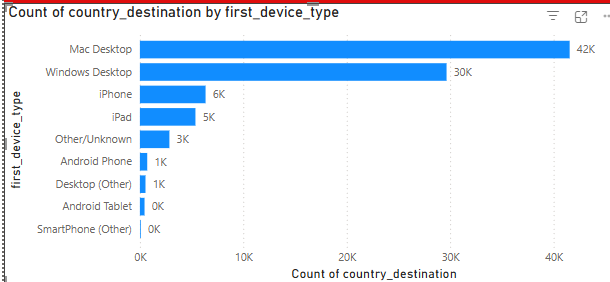 Count of country_destination by first_device_type
first_device_type
Mac Desktop 42K
Windows Desktop 30K
iPhone 6K
iPad 5K
Other/Unknown 3K
Android Phone 1K
Desktop (Other) 1K
Android Tablet 0K
SmartPhone (Other) 0K
0K 10K 20K 30K 40K
Count of country_destination